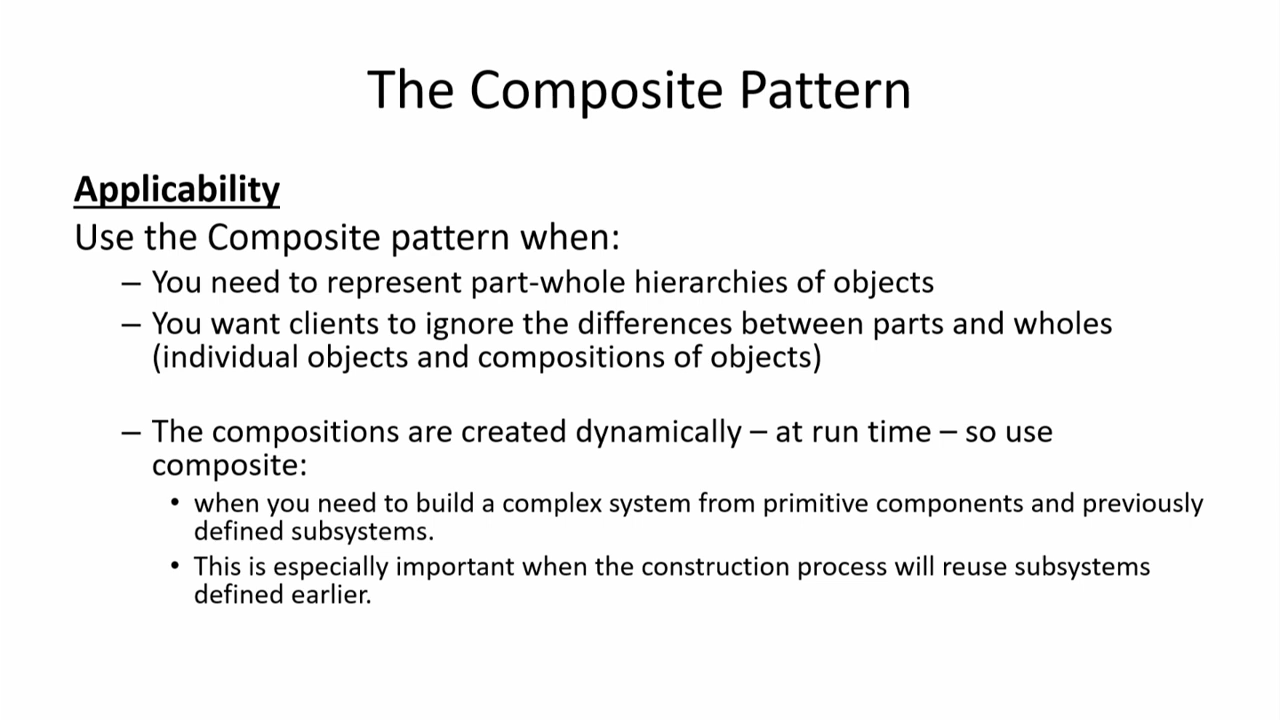 The Composite Pattern
Applicability
Use the Composite pattern when:
– You need to represent part-whole hierarchies of objects
– You want clients to ignore the differences between parts and wholes
(individual objects and compositions of objects)
– The compositions are created dynamically – at run time – so use
composite:
• when you need to build a complex system from primitive components and previously
defined subsystems.
• This is especially important when the construction process will reuse subsystems
defined earlier.